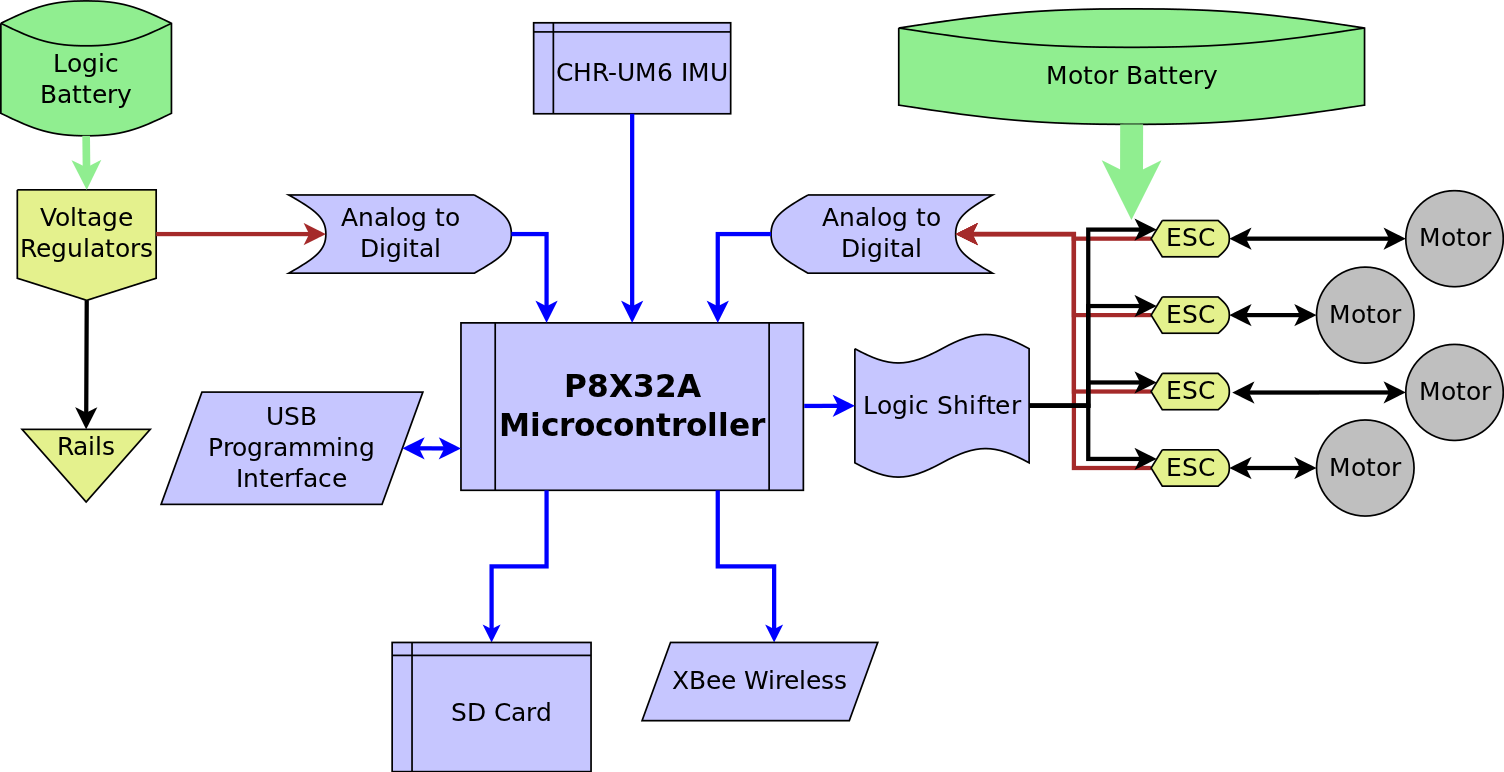 Logic
Battery
CHR-UM6 IMU
Motor Battery
Voltage
Regulators
Analog to
Digital
Analog to
Digital
ESC
Motor
ESC
Motor
P8X32A
Microcontroller
Logic Shifter
ESC
Motor
USB
Programming
Interface
Rails
ESC
Motor
SD Card
XBee Wireless